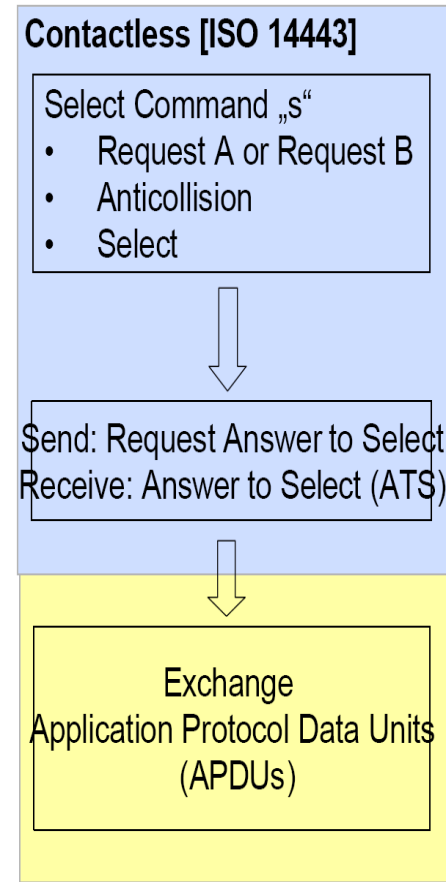 Contactless [ISO 14443]
Select Command „s“
• Request A or Request B
• Anticollision
• Select
Send: Request Answer to Select
Receive: Answer to Select (ATS)
Exchange
Application Protocol Data Units
(APDUs)